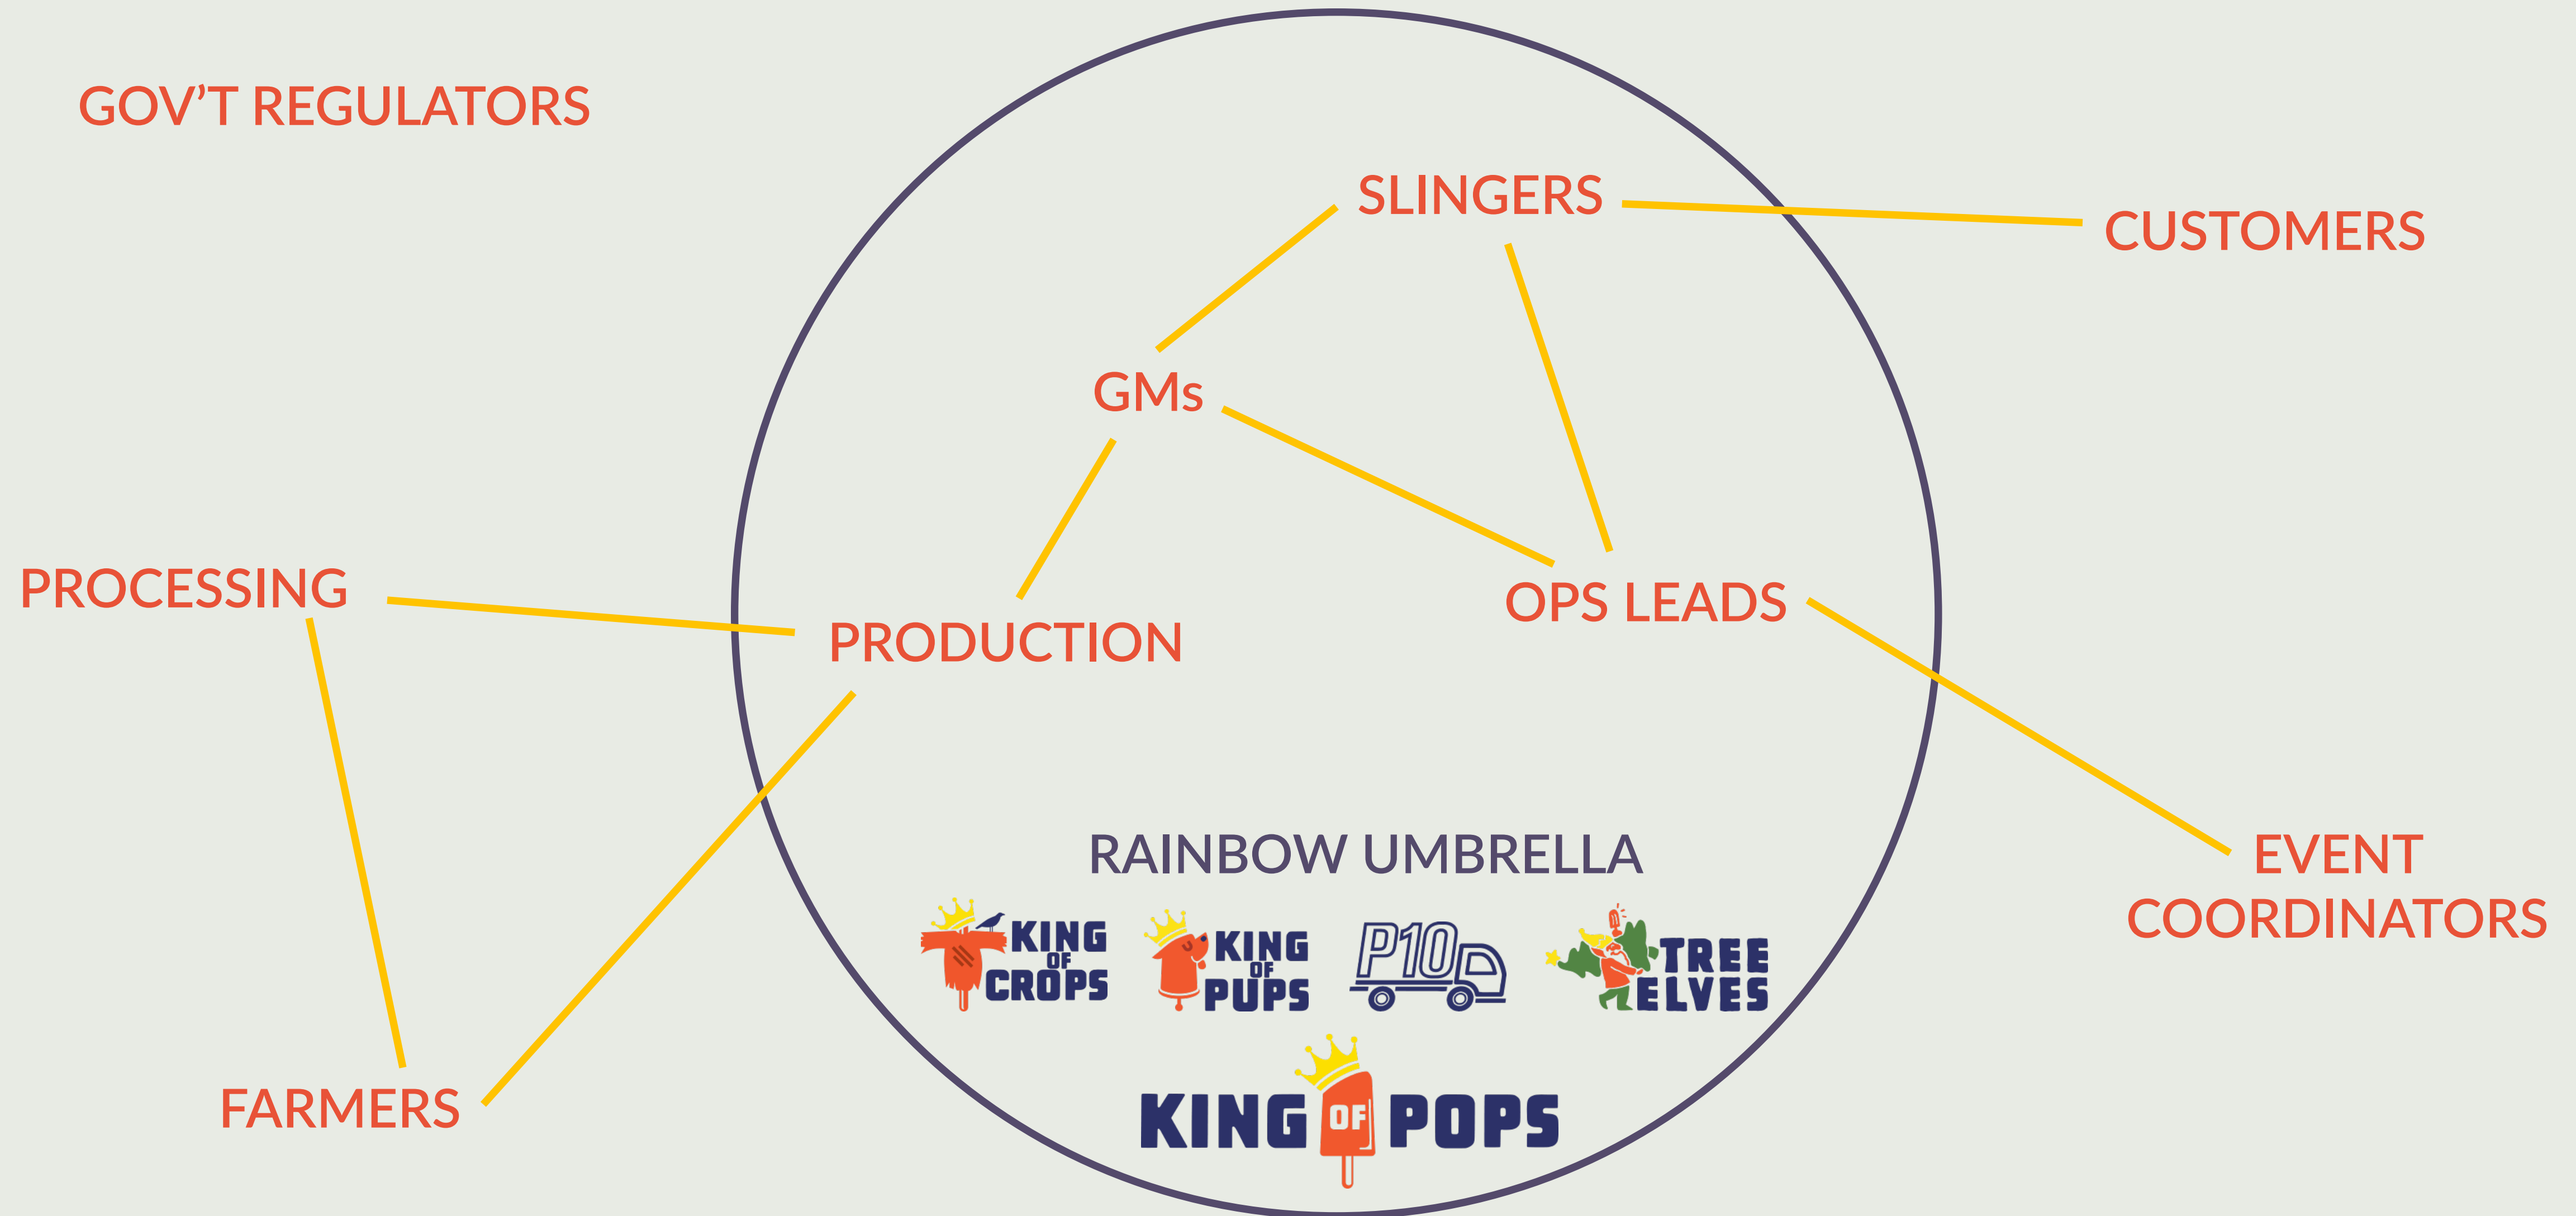 GOV’T REGULATORS
SLINGERS
CUSTOMERS
GMs
PROCESSING
OPS LEADS
PRODUCTION
RAINBOW UMBRELLA
EVENT
COORDINATORS
KING
OF
CROPS
KING
OF
PUPS
P10
TREE
ELVES
FARMERS
KING OF POPS